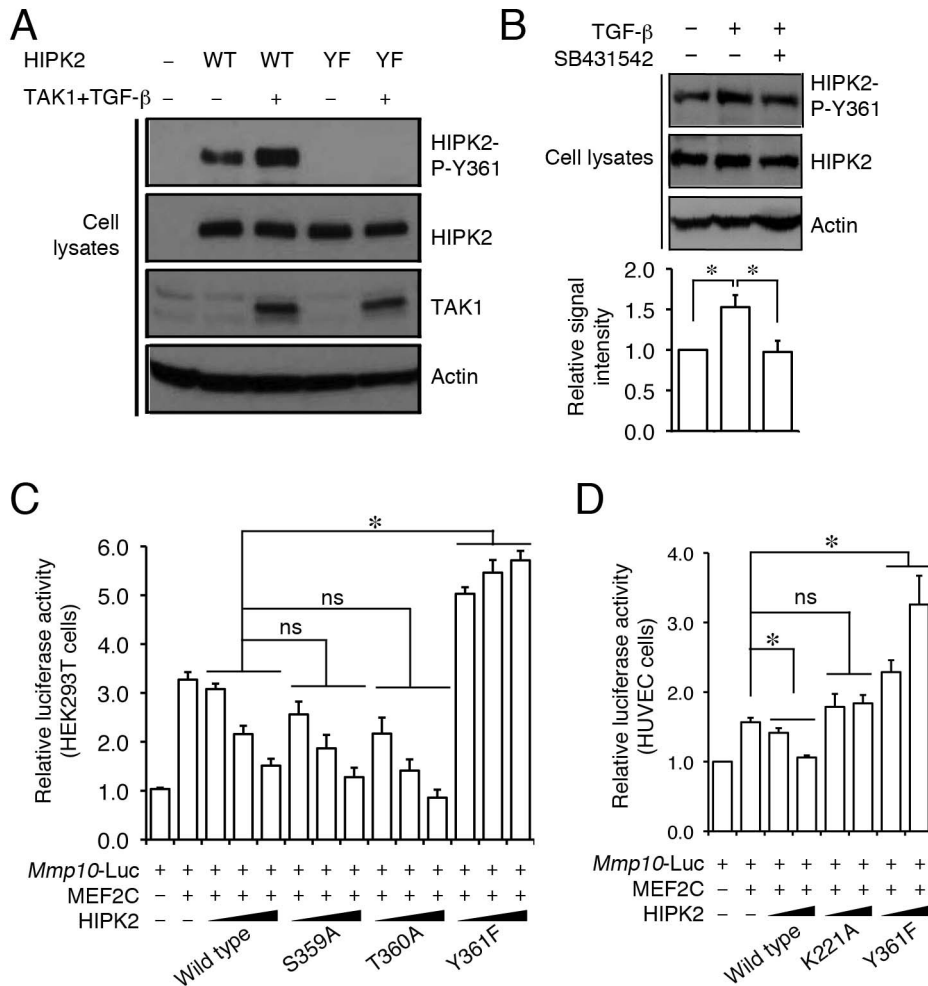 A
HIPK2 – WT WT YF YF
TAK1+TGF-β – – + – +
HIPK2-
P-Y361
HIPK2
TAK1
Actin
Cell
lysates
B
TGF-β – + +
SB431542 – – +
HIPK2-
P-Y361
HIPK2
Actin
Cell lysates
* *
2.0
1.5
1.0
0.0
Relative signal
intensity
C
*
ns
ns
6.0
5.0
4.0
3.0
2.0
1.0
0.0
Relative luciferase activity
(HEK293T cells)
Mmp10-Luc + + + + + + + + + + + + + +
MEF2C – + + + + + + + + + + + + +
HIPK2 – –
Wild type S359A T360A Y361F
D
*
ns
*
4.0
3.0
2.0
1.0
0.0
Relative luciferase activity
(HUVEC cells)
Mmp10-Luc + + + + + + + +
MEF2C – + + + + + + +
HIPK2 – –
Wild type K221A Y361F